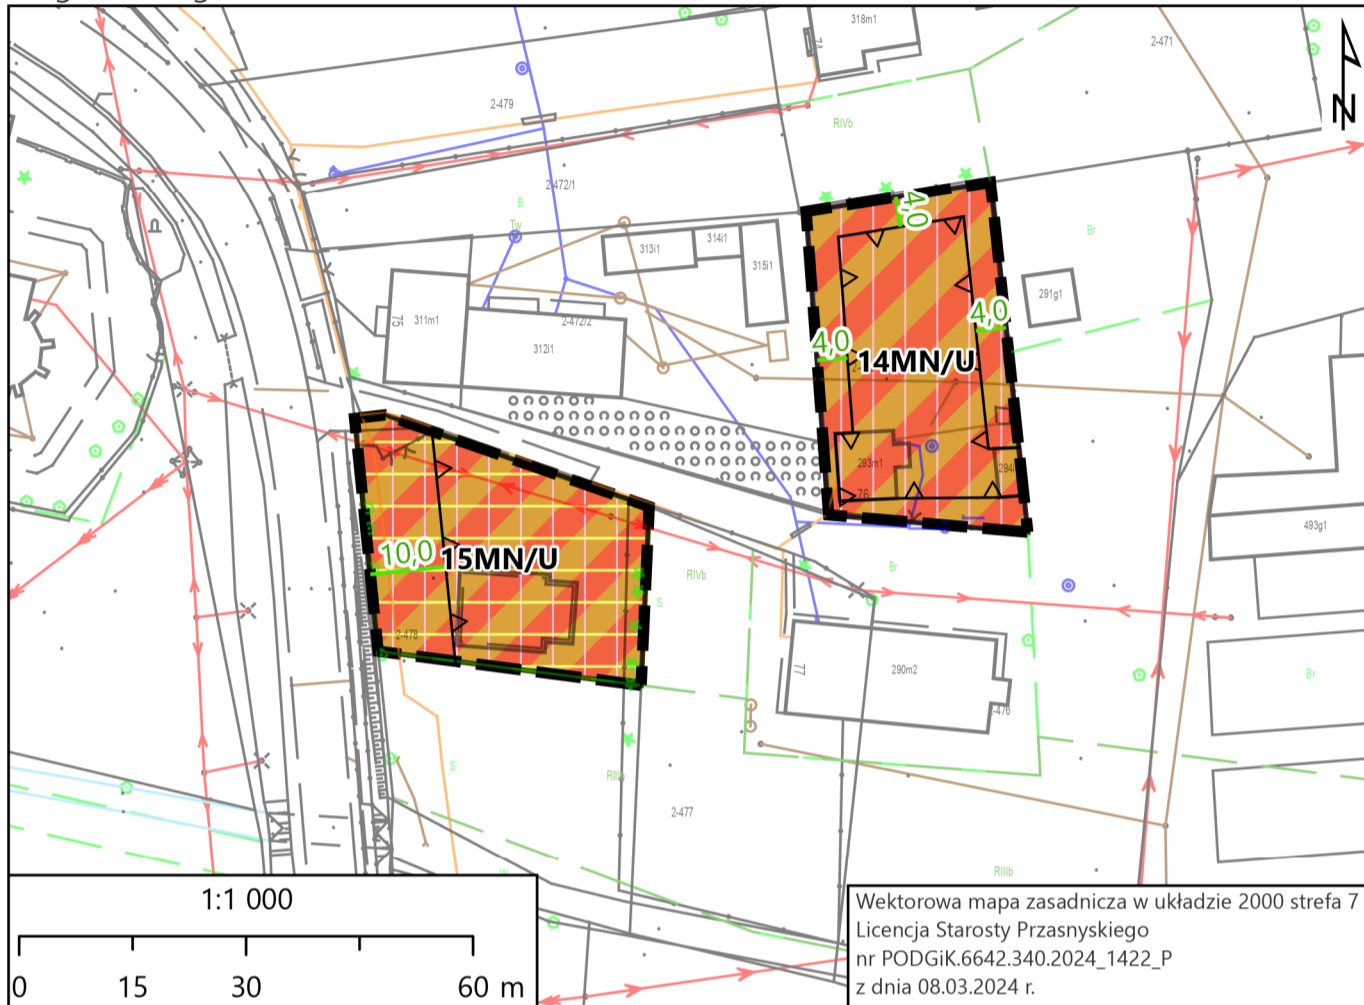 318m1
7A
2-471
2-479
RIVb
N
2-472/1
B
Tw
313i1
314i1
315i1
Br
4,0
291g1
75
311m1
2-472/2
312i1
4,0
4,0
14MN/U
293m1
76
493g1
10,0
15MN/U
RIVb
S
Br
2-478
77
290m2
Br
S
2-477
RIIIb
1:1 000
0 15 30 60 m
Wektorowa mapa zasadnicza w układzie 2000 strefa 7
Licencja Starosty Przasnyskiego
nr PODGiK.6642.340.2024_1422_P
z dnia 08.03.2024 r.